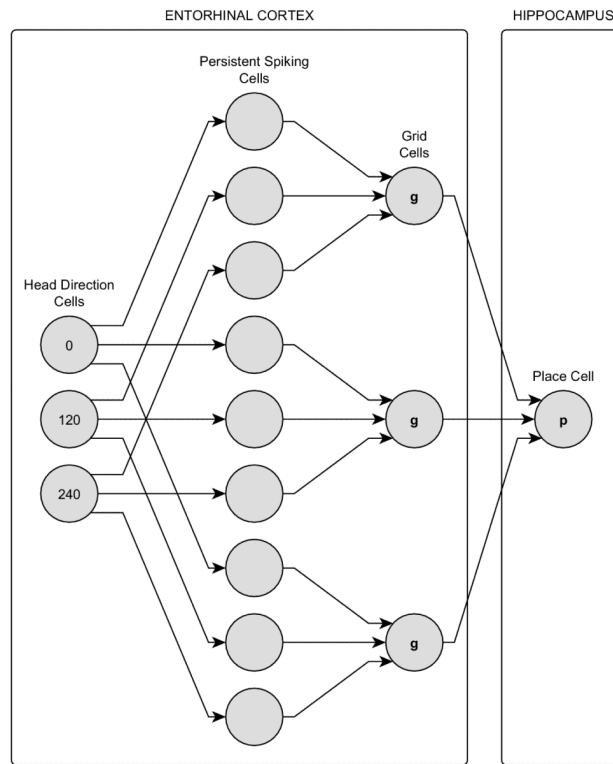 ENTORHINAL CORTEX
HIPPOCAMPUS
Persistent Spiking
Cells
Grid
Cells
g
Head Direction
Cells
0
120
240
g
Place Cell
p
g